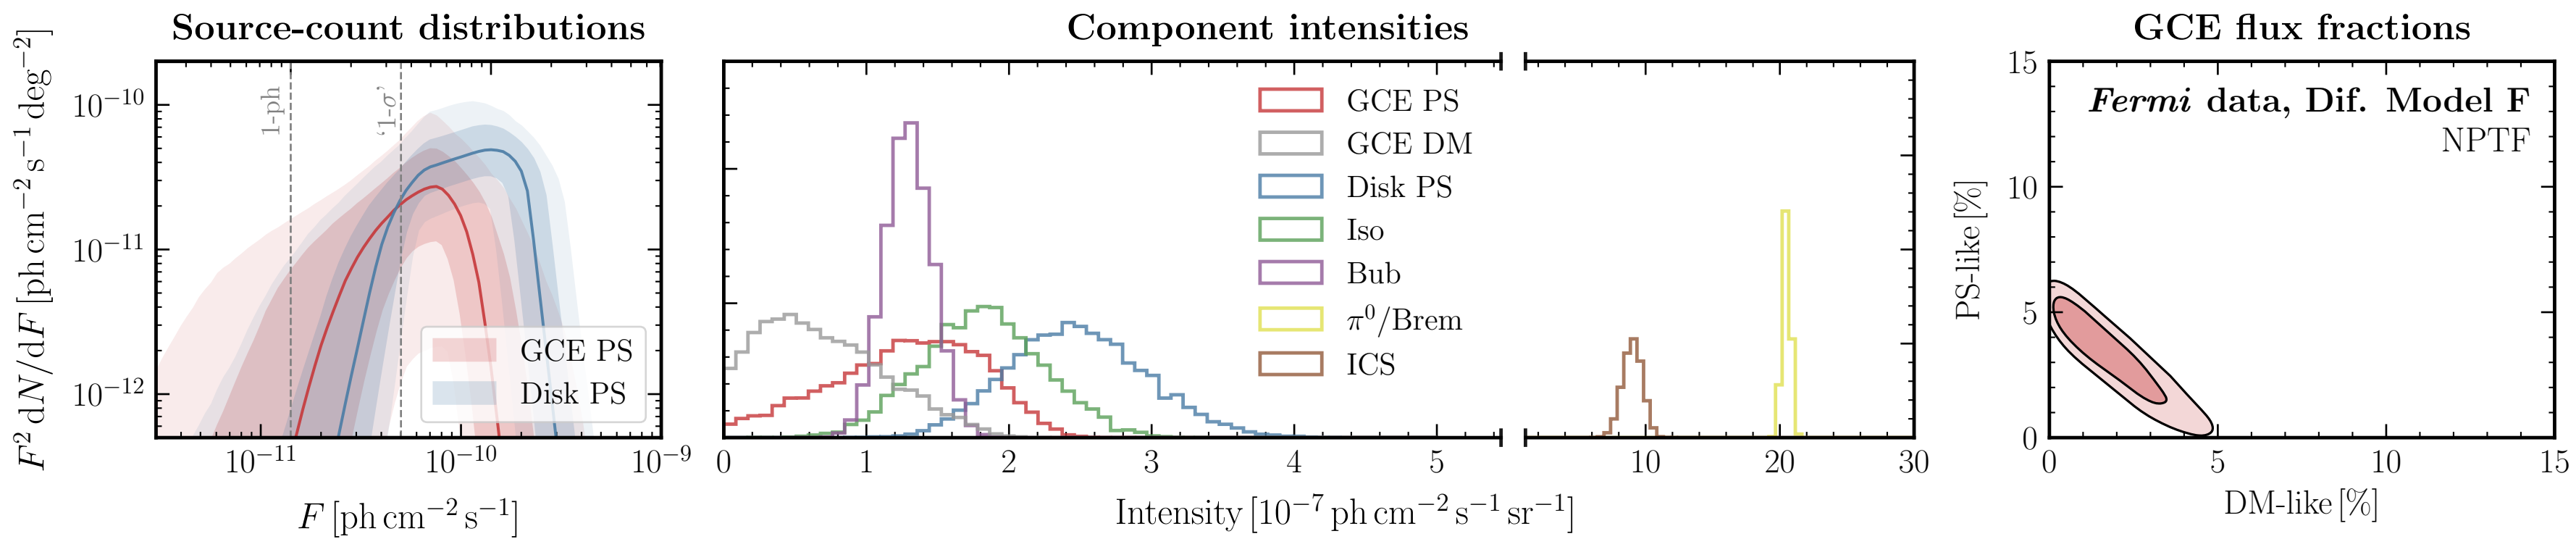 Source-count distributions
F² dN/dF [ph cm⁻² s⁻¹ deg⁻²]
10⁻¹⁰
10⁻¹¹
10⁻¹²
1-ph
‘1-σ’
GCE PS
Disk PS
10⁻¹¹ 10⁻¹⁰ 10⁻⁹
F [ph cm⁻² s⁻¹]
Component intensities
GCE PS
GCE DM
Disk PS
Iso
Bub
π⁰/Brem
ICS
0 1 2 3 4 5 10 20 30
Intensity [10⁻⁷ ph cm⁻² s⁻¹ sr⁻¹]
GCE flux fractions
Fermi data, Dif. Model F
NPTF
PS-like [%]
15
10
5
0
0 5 10 15
DM-like [%]